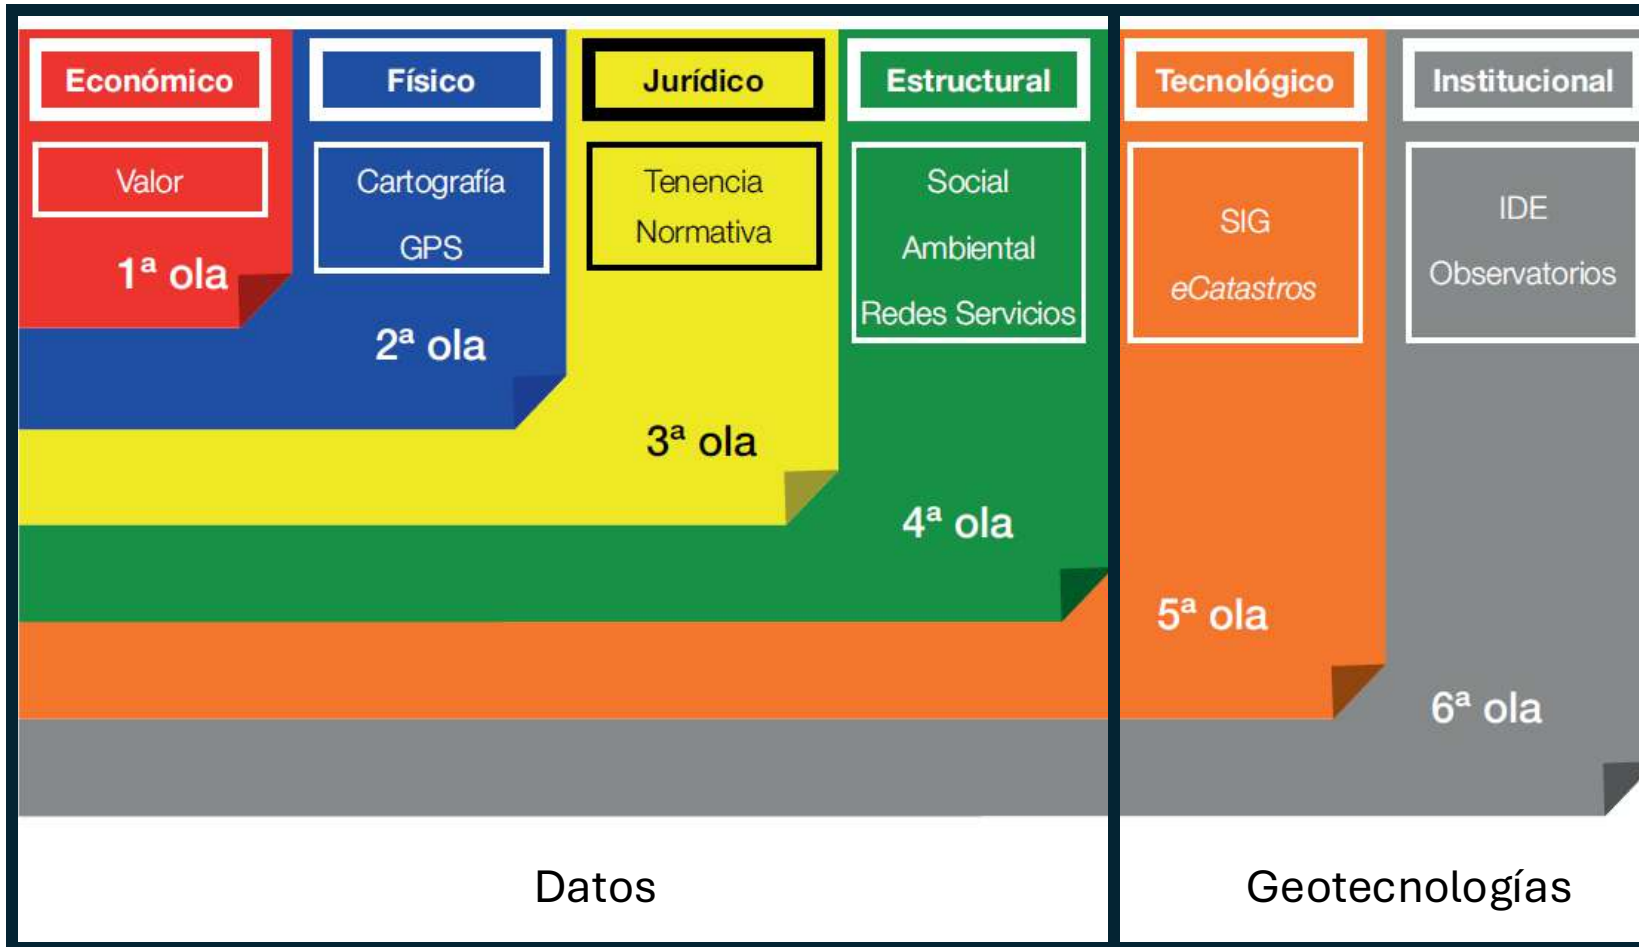 Económico
Valor
1ª ola
Físico
Cartografía
GPS
2ª ola
Jurídico
Tenencia
Normativa
3ª ola
Estructural
Social
Ambiental
Redes Servicios
4ª ola
Tecnológico
SIG
eCatastros
5ª ola
Institucional
IDE
Observatorios
6ª ola
Datos
Geotecnologías